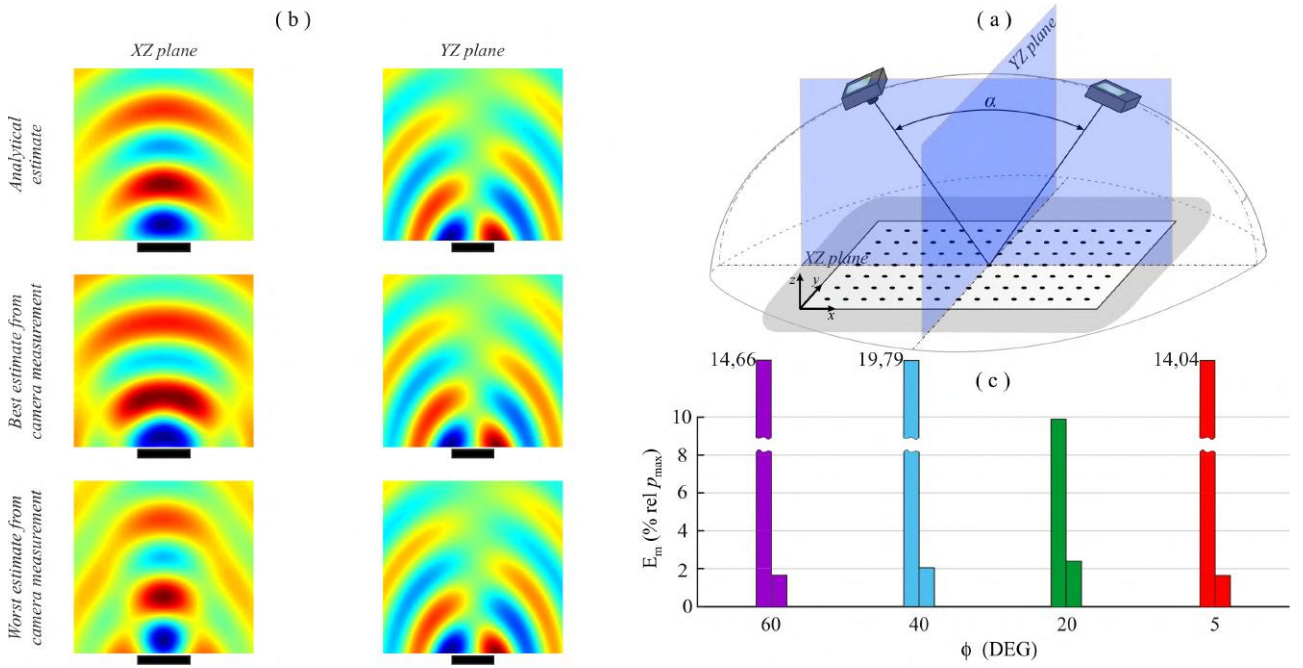 ( b )
XZ plane
YZ plane
Analytical
estimate
Best estimate from
camera measurement
Worst estimate from
camera measurement
( a )
YZ plane
α
XZ plane
z
y
x
( c )
14,66
19,79
14,04
10
8
6
4
2
0
E_m (% rel p_max)
60
40
20
5
ϕ (DEG)